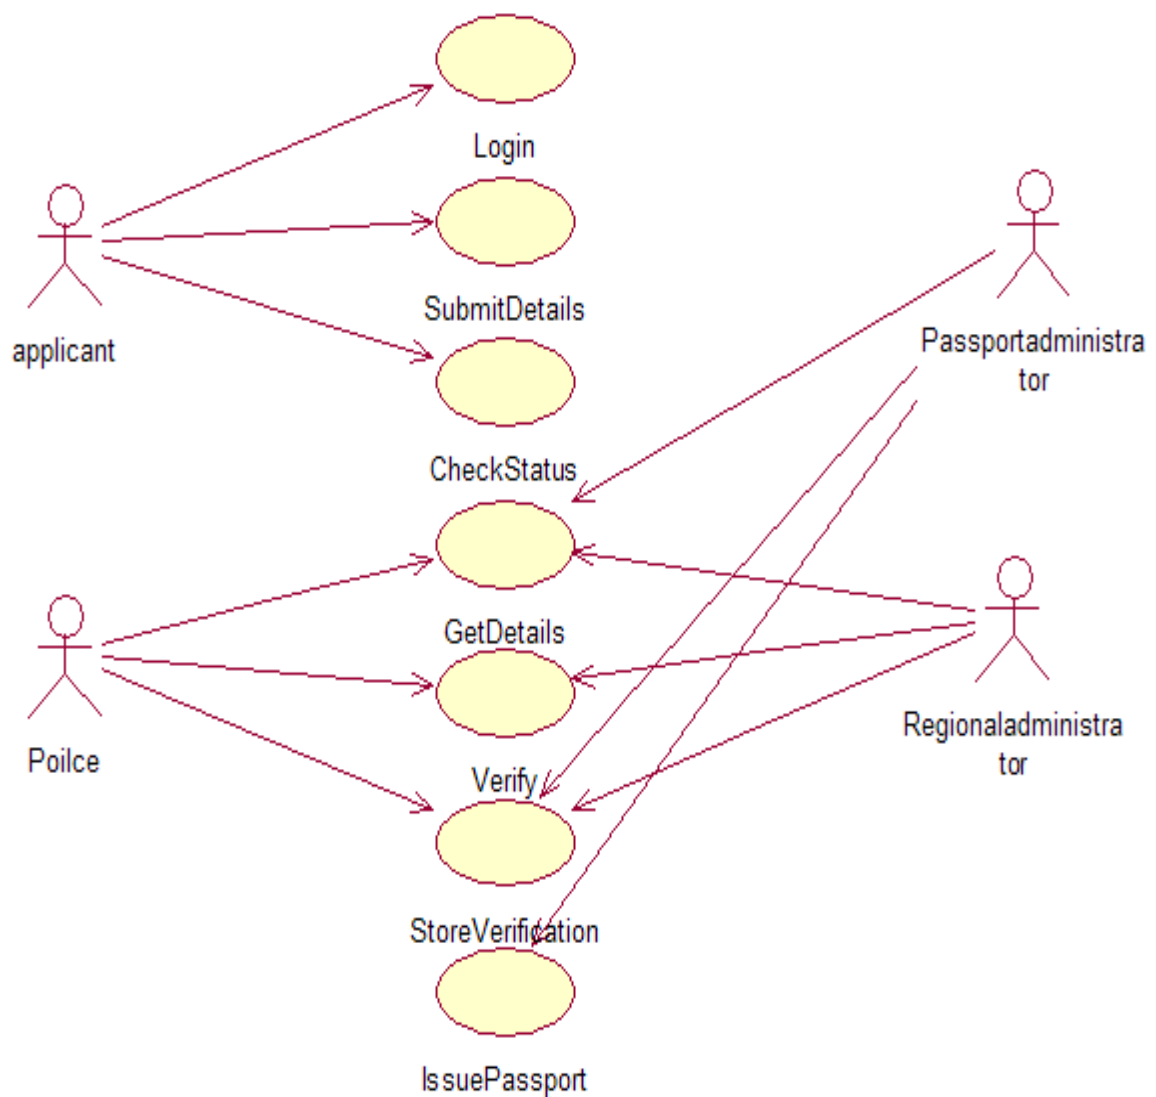 Login
SubmitDetails
applicant
Passportadministra
tor
CheckStatus
GetDetails
Poilce
Regionaladministra
tor
Verify
StoreVerification
IssuePassport